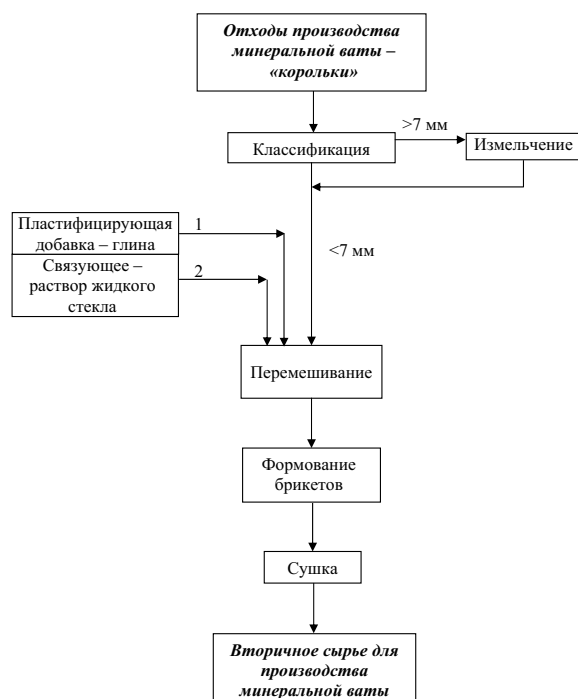 Отходы производства
минеральной ваты –
«корольки»
>7 мм
Классификация
Измельчение
Пластифицирующая
добавка – глина
1
<7 мм
Связующее –
раствор жидкого
стекла
2
Перемешивание
Формование
брикетов
Сушка
Вторичное сырье для
производства
минеральной ваты